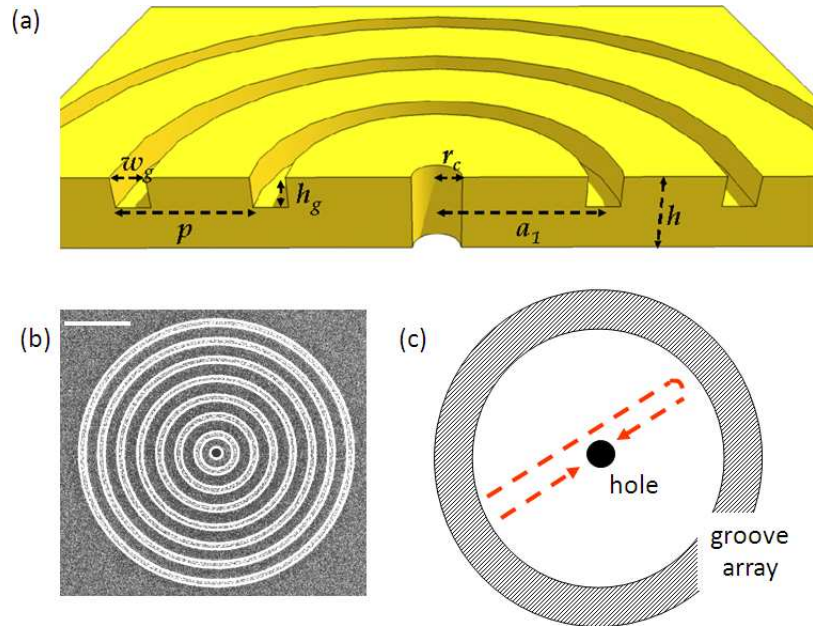 (a)
w_g
r_c
h_g
h
p
a_1
(b)
(c)
hole
groove
array